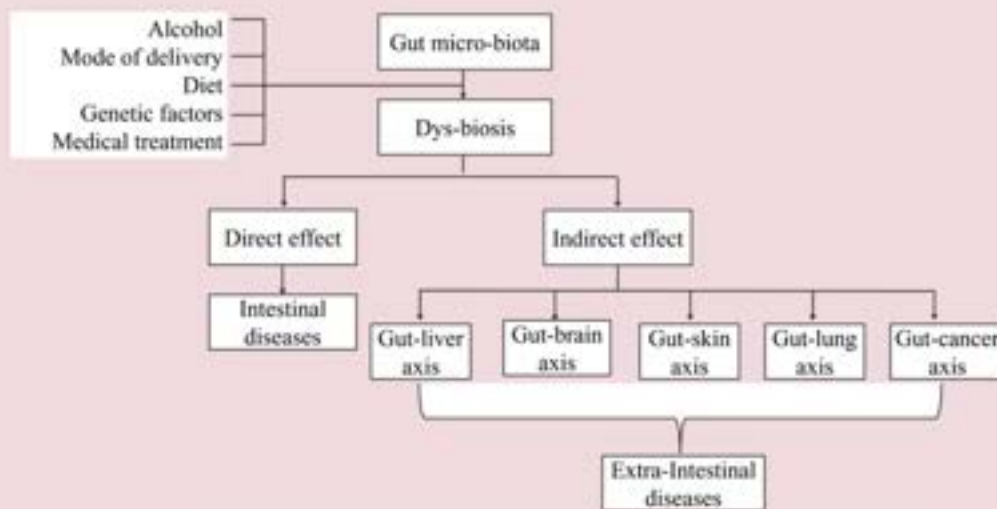 Alcohol
Mode of delivery
Diet
Genetic factors
Medical treatment
Gut micro-biota
Dys-biosis
Direct effect
Indirect effect
Intestinal
diseases
Gut-liver
axis
Gut-brain
axis
Gut-skin
axis
Gut-lung
axis
Gut-cancer
axis
Extra-Intestinal
diseases